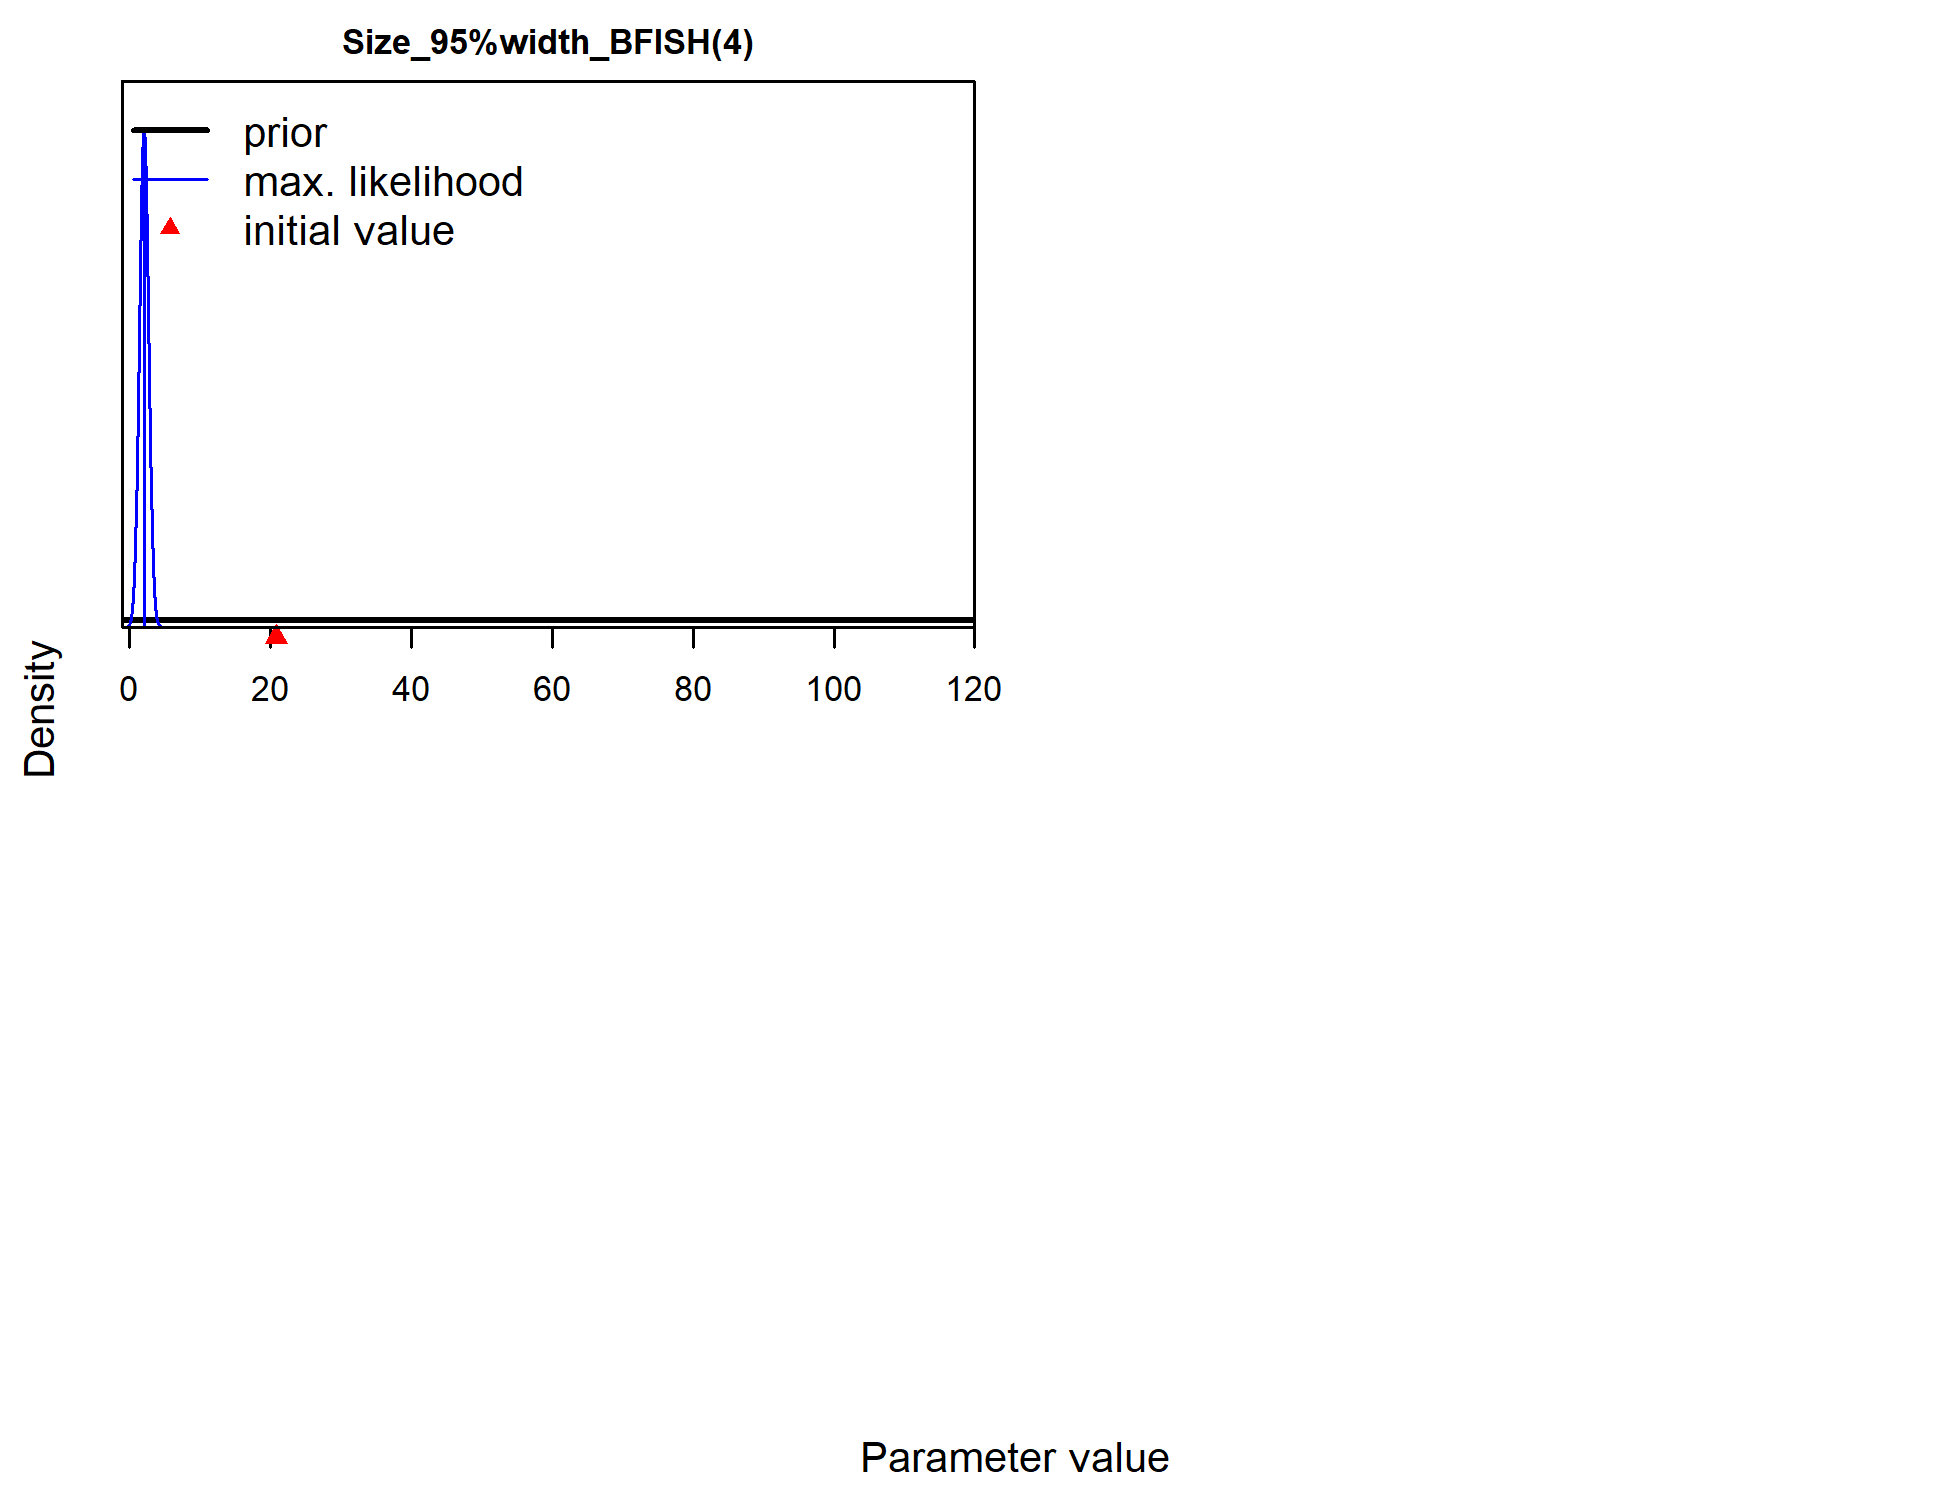 Size_95%width_BFISH(4)
prior
max. likelihood
initial value
Density
0 20 40 60 80 100 120
Parameter value